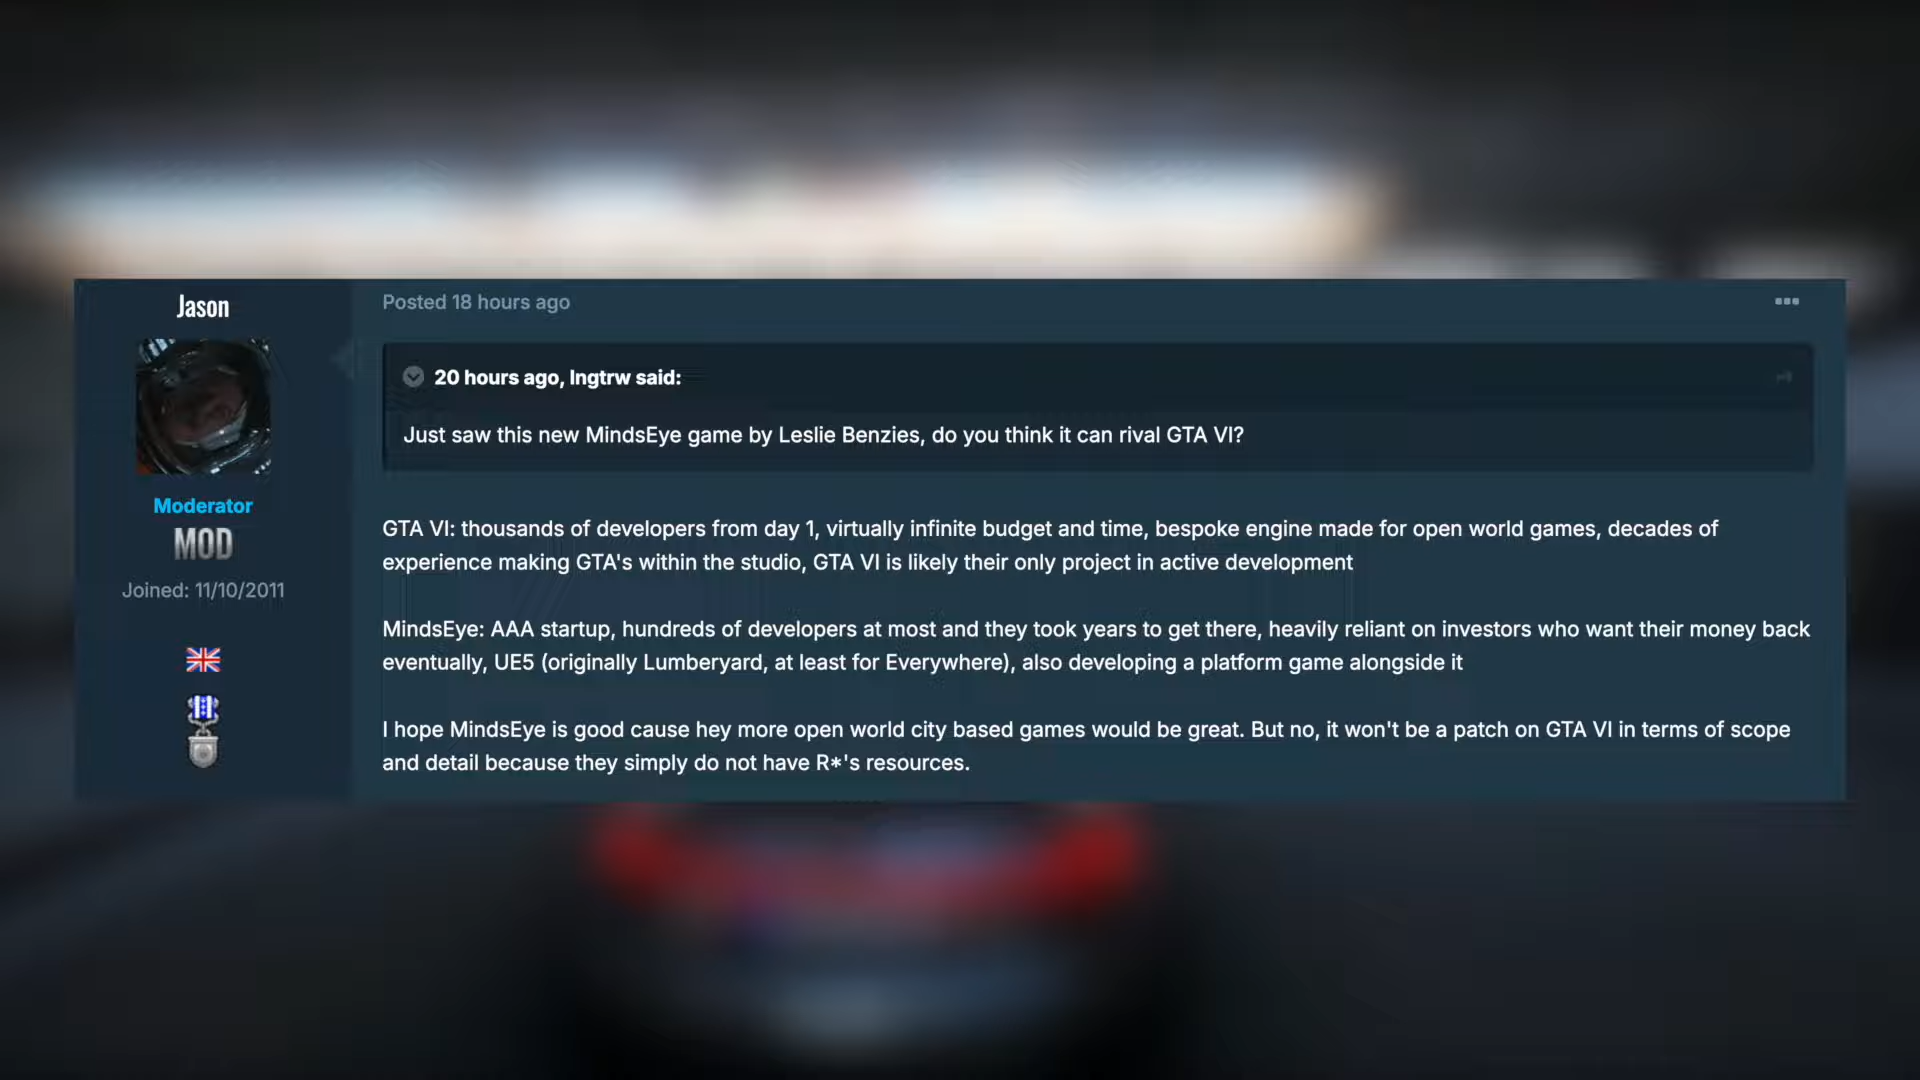 Jason
Moderator
MOD
Joined: 11/10/2011
Posted 18 hours ago
20 hours ago, Ingtrw said:
Just saw this new MindsEye game by Leslie Benzies, do you think it can rival GTA VI?
GTA VI: thousands of developers from day 1, virtually infinite budget and time, bespoke engine made for open world games, decades of
experience making GTA's within the studio, GTA VI is likely their only project in active development
MindsEye: AAA startup, hundreds of developers at most and they took years to get there, heavily reliant on investors who want their money back
eventually, UE5 (originally Lumberyard, at least for Everywhere), also developing a platform game alongside it
I hope MindsEye is good cause hey more open world city based games would be great. But no, it won't be a patch on GTA VI in terms of scope
and detail because they simply do not have R*'s resources.